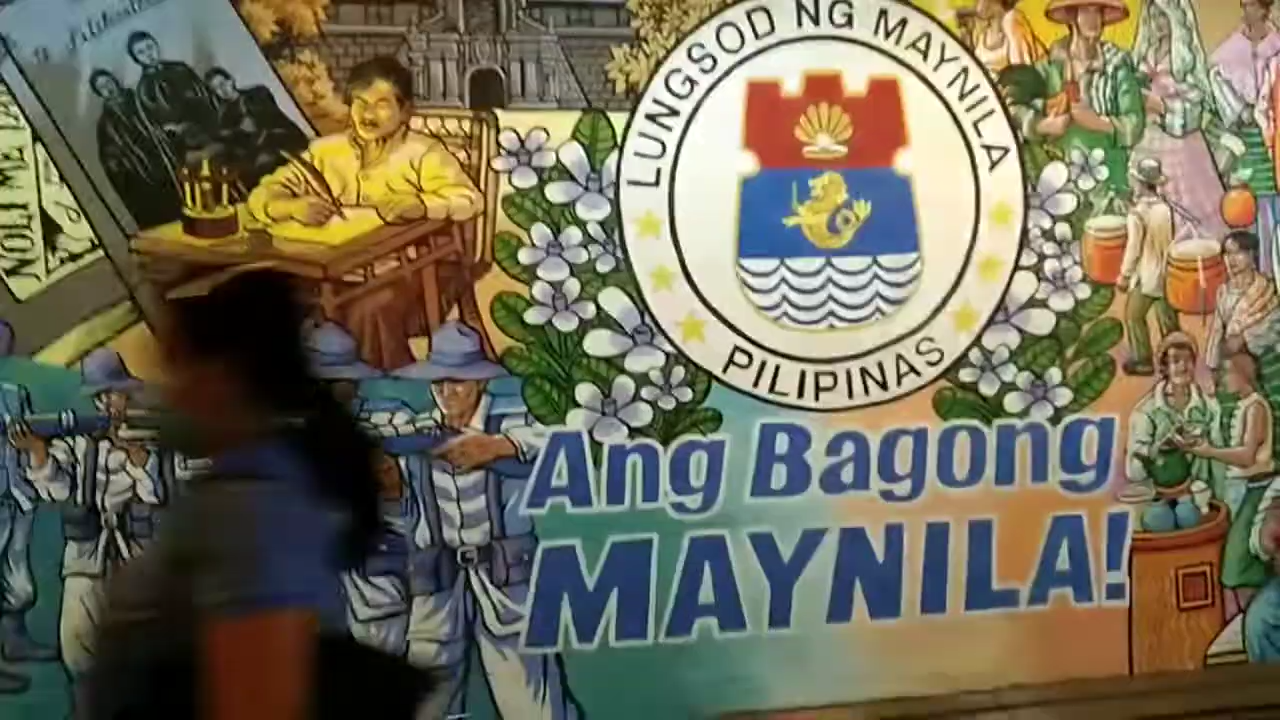 LUNGSOD NG MAYNILA
PILIPINAS
NOLI ME
Ang Bagong
MAYNILA!